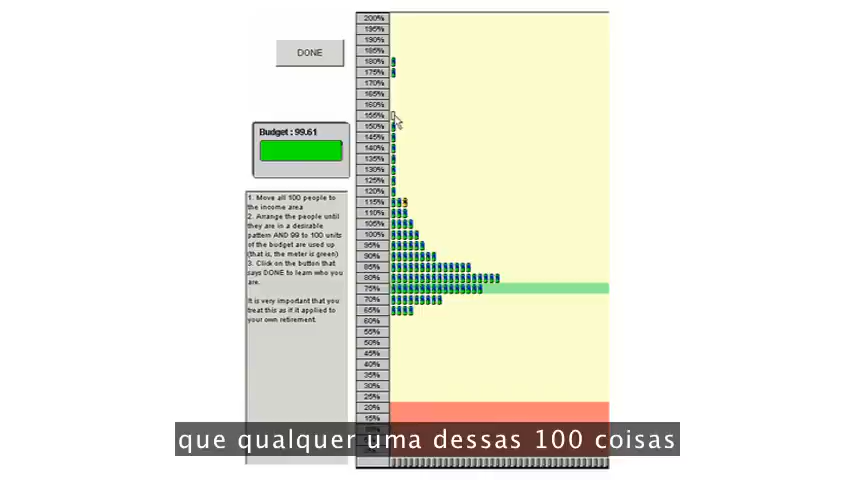 200%
195%
190%
185%
180%
175%
170%
165%
160%
155%
150%
145%
140%
135%
130%
125%
120%
115%
110%
105%
100%
95%
90%
85%
80%
75%
70%
65%
60%
55%
50%
45%
40%
35%
30%
25%
20%
15%
DONE
Budget : 99.61
1. Move all 100 people to
the income area
2. Arrange the people until
they are in a desirable
pattern AND 99 to 100 units
of the budget are used up
(that is, the meter is green)
3. Click on the button that
says DONE to learn who you
are.
It is very important that you
treat this as if it applied to
your own retirement.
que qualquer uma dessas 100 coisas